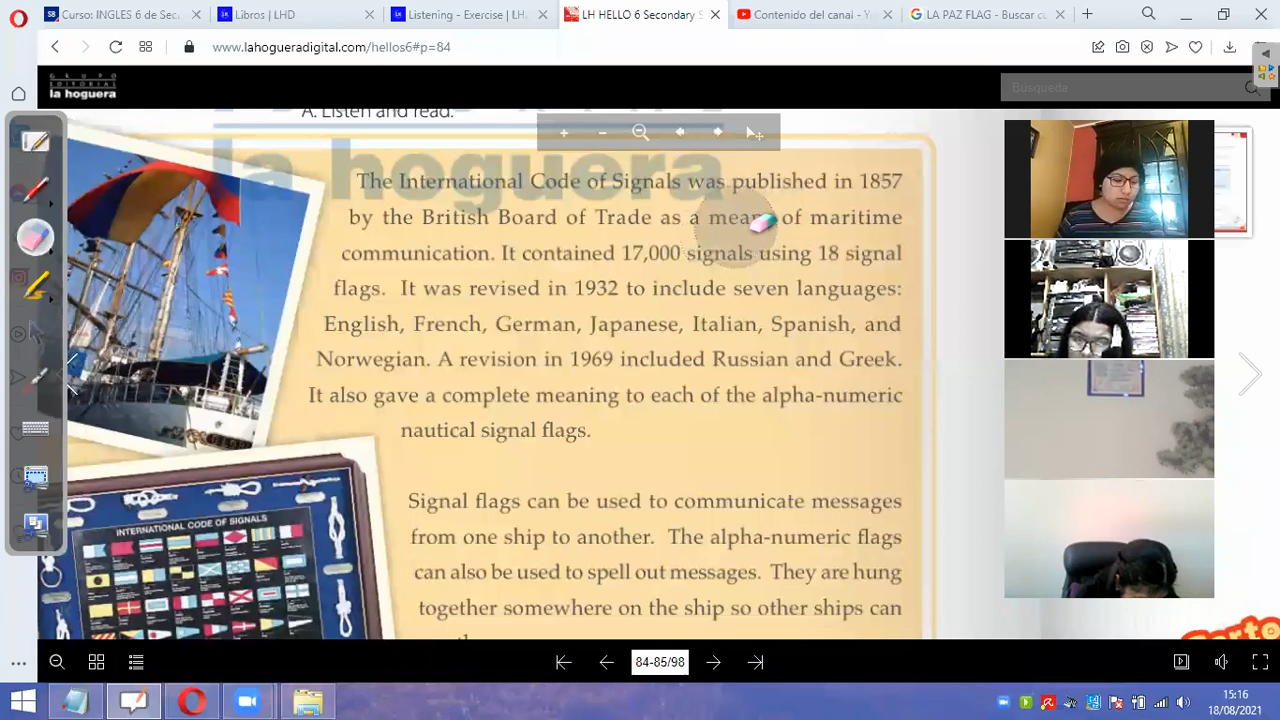 Curso: INGLES 6 de Sec
Libros | LHD
Listening - Exercise | LH
LH HELLO 6 Secondary S
Contenido del canal - Y
LA PAZ FLAG - Buscar c
www.lahogueradigital.com/hellos6#p=84
GRUPO
EDITORIAL
la hoguera
Búsqueda
A. Listen and read.
la hoguera
The International Code of Signals was published in 1857
by the British Board of Trade as a mean of maritime
communication. It contained 17,000 signals using 18 signal
flags. It was revised in 1932 to include seven languages:
English, French, German, Japanese, Italian, Spanish, and
Norwegian. A revision in 1969 included Russian and Greek.
It also gave a complete meaning to each of the alpha-numeric
nautical signal flags.
Signal flags can be used to communicate messages
from one ship to another. The alpha-numeric flags
can also be used to spell out messages. They are hung
together somewhere on the ship so other ships can
INTERNATIONAL CODE OF SIGNALS
84-85/98
15:16
18/08/2021